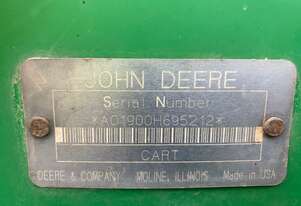 JOHN DEERE
Serial Number
*A01900H695212*
CART
DEERE & COMPANY MOLINE, ILLINOIS Made in USA